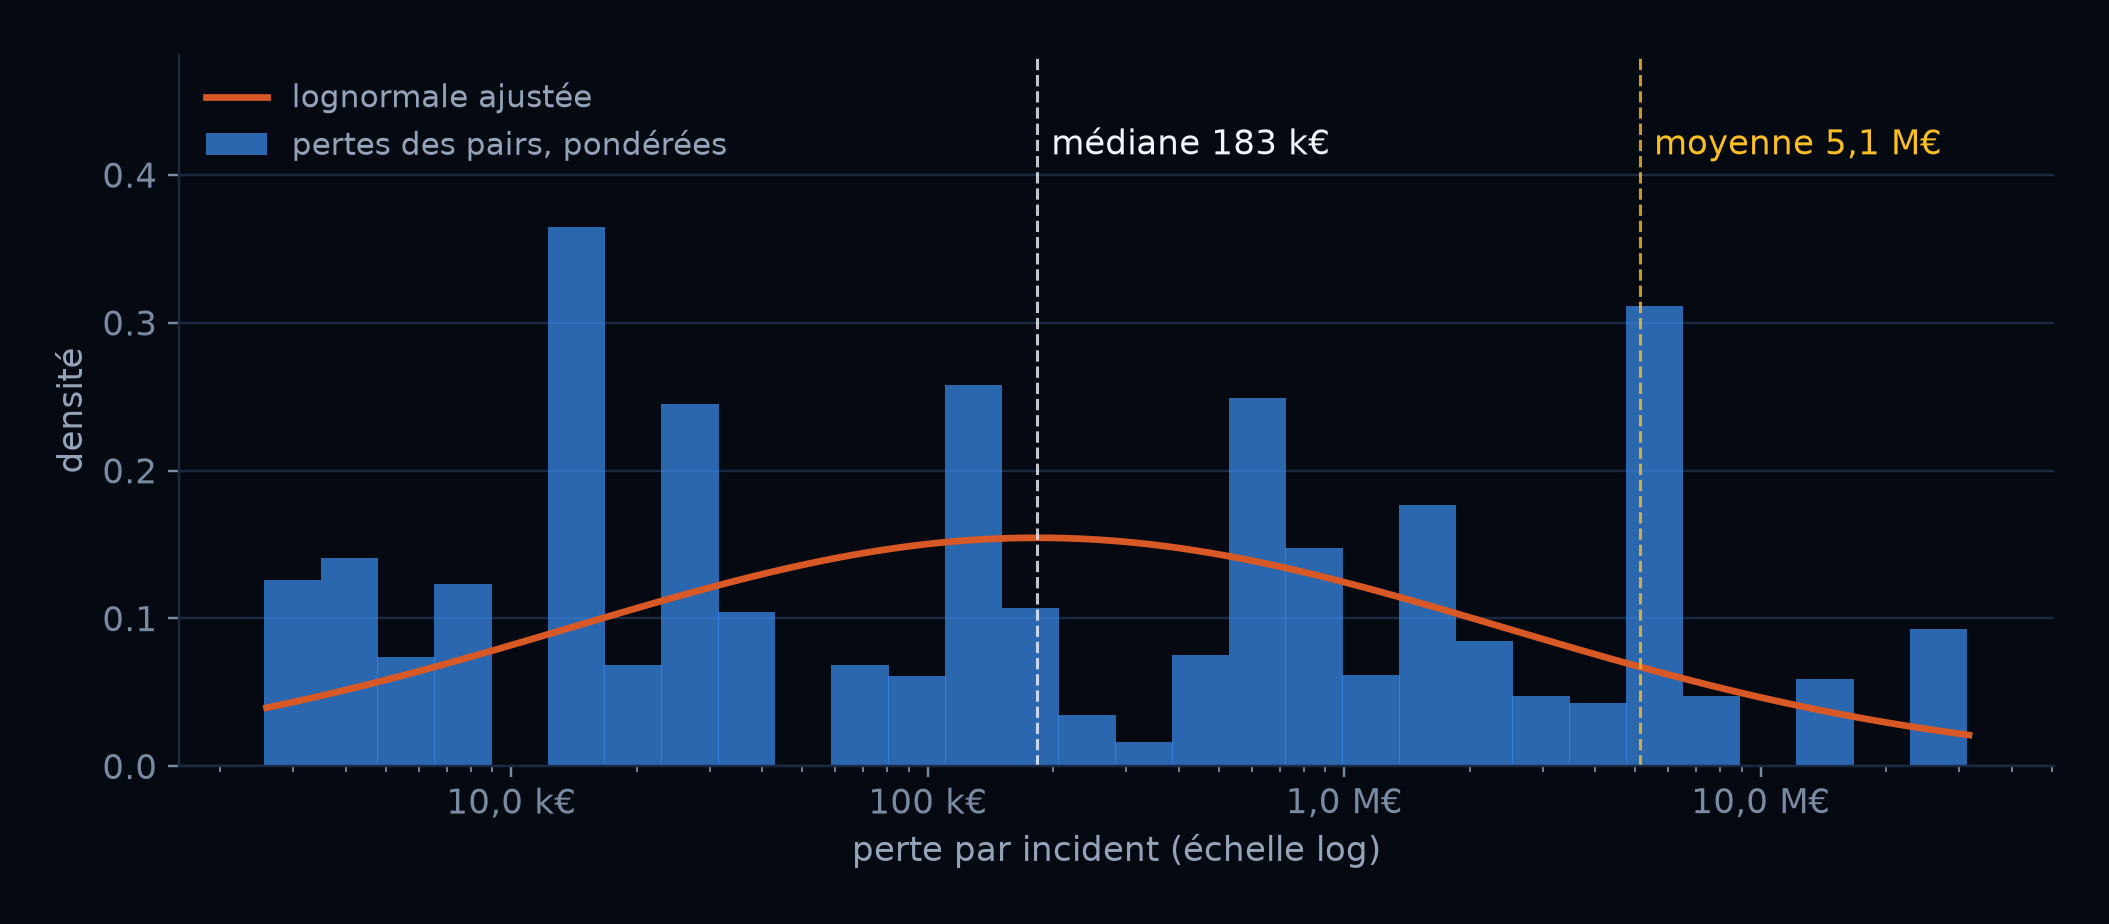 lognormale ajustée
pertes des pairs, pondérées
médiane 183 k€
moyenne 5,1 M€
densité
0.4
0.3
0.2
0.1
0.0
10,0 k€
100 k€
1,0 M€
10,0 M€
perte par incident (échelle log)